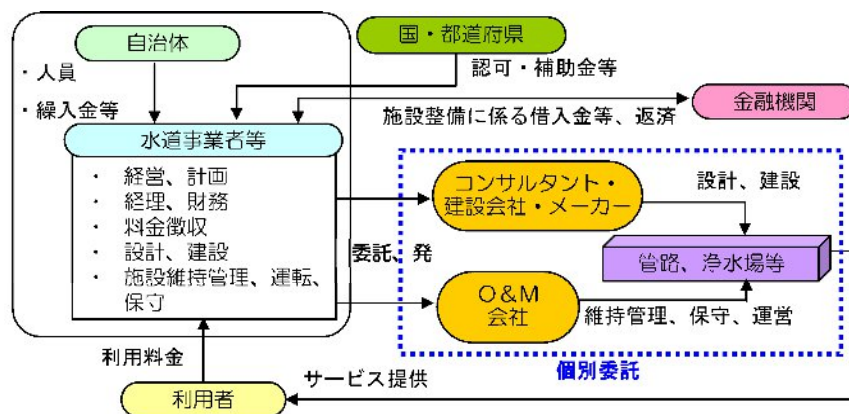 自治体
国・都道府県
・人員
・繰入金等
認可・補助金等
金融機関
施設整備に係る借入金等、返済
水道事業者等
・ 経営、計画
・ 経理、財務
・ 料金徴収
・ 設計、建設
・ 施設維持管理、運転、
保守
コンサルタント・
建設会社・メーカー
設計、建設
委託、発
管路、浄水場等
O&M
会社
維持管理、保守、運営
個別委託
利用料金
サービス提供
利用者